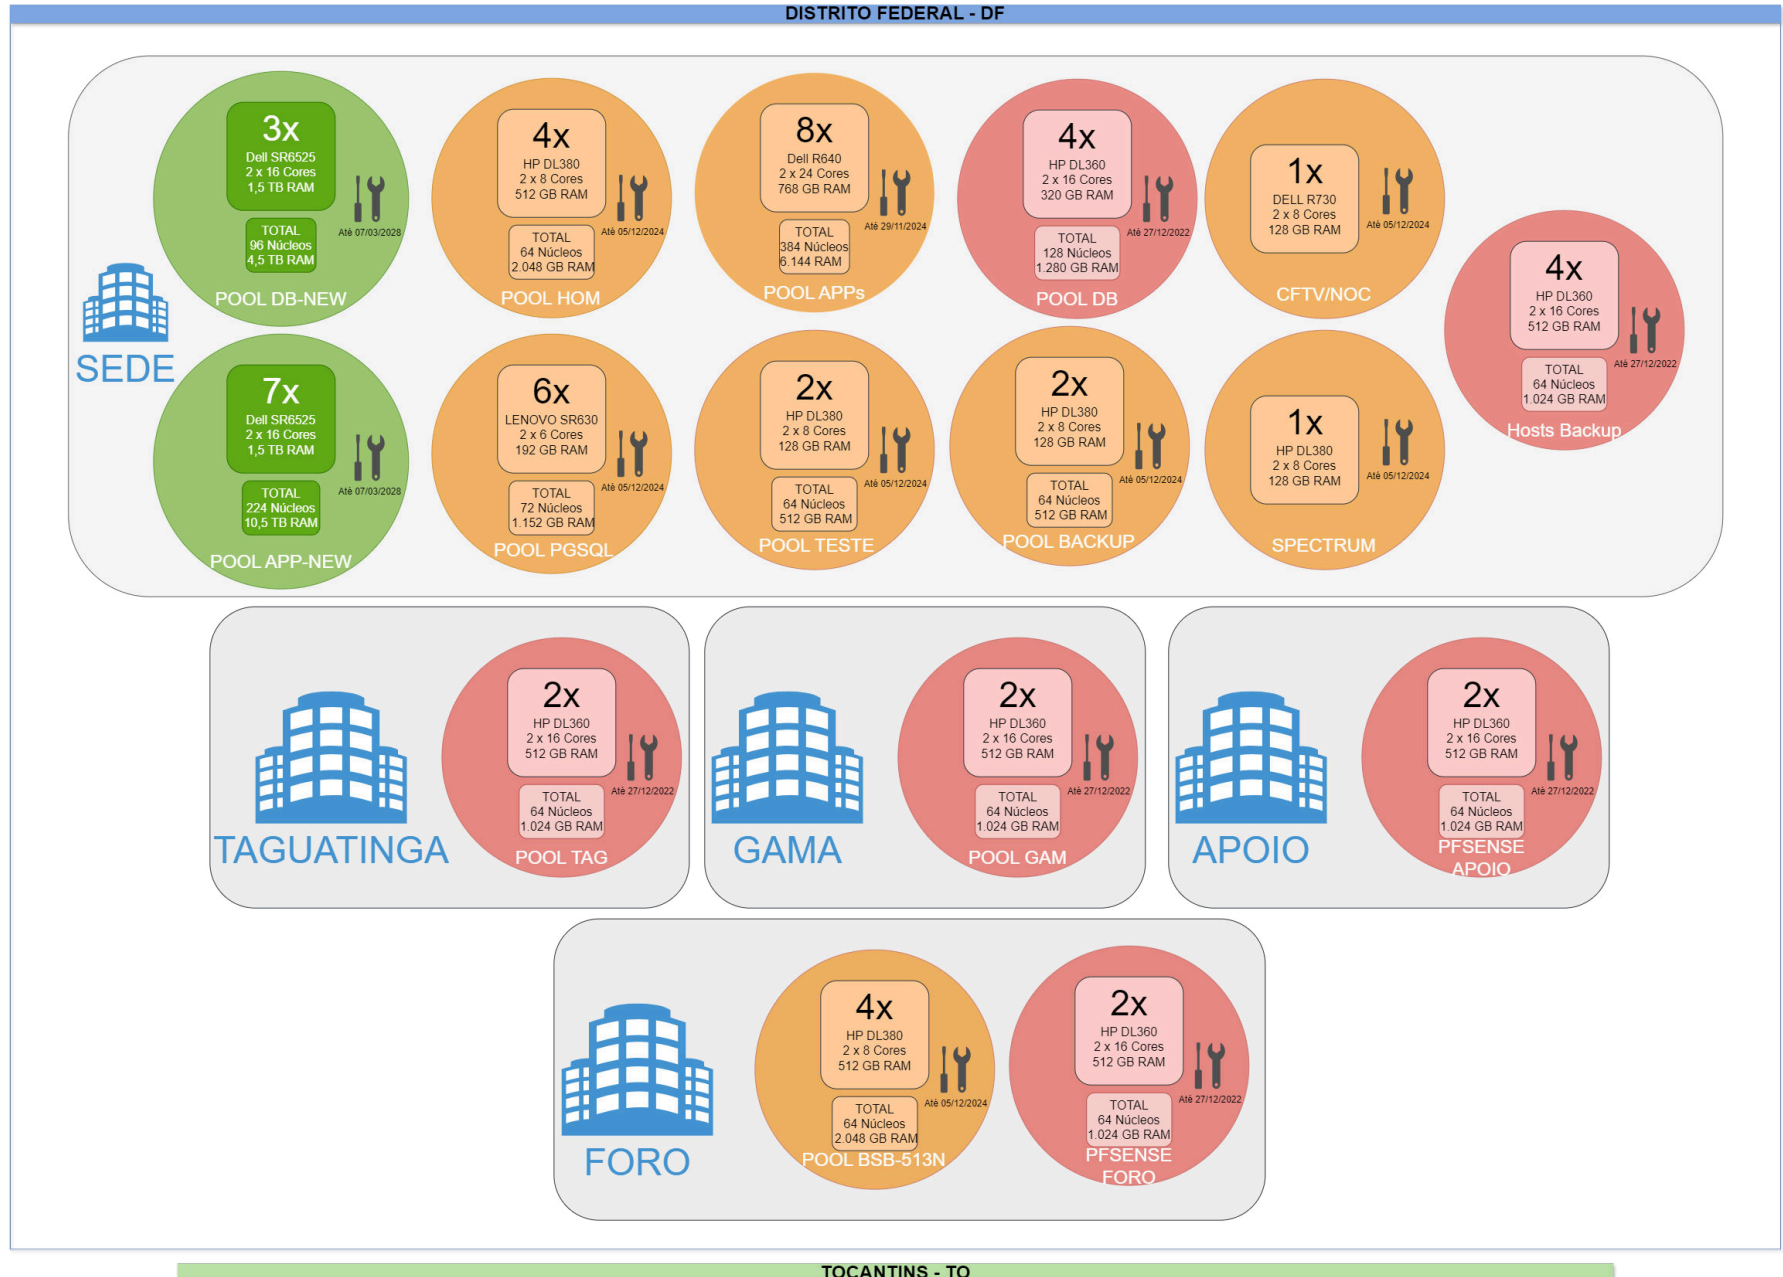 DISTRITO FEDERAL - DF
3x
Dell SR6525
2 x 16 Cores
1,5 TB RAM
Até 07/03/2028
TOTAL
96 Núcleos
4,5 TB RAM
POOL DB-NEW
4x
HP DL380
2 x 8 Cores
512 GB RAM
Até 05/12/2024
TOTAL
64 Núcleos
2.048 GB RAM
POOL HOM
8x
Dell R640
2 x 24 Cores
768 GB RAM
Até 29/11/2024
TOTAL
384 Núcleos
6.144 RAM
POOL APPs
4x
HP DL360
2 x 16 Cores
320 GB RAM
Até 27/12/2022
TOTAL
128 Núcleos
1.280 GB RAM
POOL DB
1x
DELL R730
2 x 8 Cores
128 GB RAM
Até 05/12/2024
CFTV/NOC
4x
HP DL360
2 x 16 Cores
512 GB RAM
Até 27/12/2022
TOTAL
64 Núcleos
1.024 GB RAM
Hosts Backup
SEDE
7x
Dell SR6525
2 x 16 Cores
1,5 TB RAM
Até 07/03/2028
TOTAL
224 Núcleos
10,5 TB RAM
POOL APP-NEW
6x
LENOVO SR630
2 x 6 Cores
192 GB RAM
Até 05/12/2024
TOTAL
72 Núcleos
1.152 GB RAM
POOL PGSQL
2x
HP DL380
2 x 8 Cores
128 GB RAM
Até 05/12/2024
TOTAL
64 Núcleos
512 GB RAM
POOL TESTE
2x
HP DL380
2 x 8 Cores
128 GB RAM
Até 05/12/2024
TOTAL
64 Núcleos
512 GB RAM
POOL BACKUP
1x
HP DL380
2 x 8 Cores
128 GB RAM
Até 05/12/2024
SPECTRUM
TAGUATINGA
2x
HP DL360
2 x 16 Cores
512 GB RAM
Até 27/12/2022
TOTAL
64 Núcleos
1.024 GB RAM
POOL TAG
GAMA
2x
HP DL360
2 x 16 Cores
512 GB RAM
Até 27/12/2022
TOTAL
64 Núcleos
1.024 GB RAM
POOL GAM
APOIO
2x
HP DL360
2 x 16 Cores
512 GB RAM
Até 27/12/2022
TOTAL
64 Núcleos
1.024 GB RAM
PFSENSE
APOIO
FORO
4x
HP DL380
2 x 8 Cores
512 GB RAM
Até 05/12/2024
TOTAL
64 Núcleos
2.048 GB RAM
POOL BSB-513N
2x
HP DL360
2 x 16 Cores
512 GB RAM
Até 27/12/2022
TOTAL
64 Núcleos
1.024 GB RAM
PFSENSE
FORO
TOCANTINS - TO